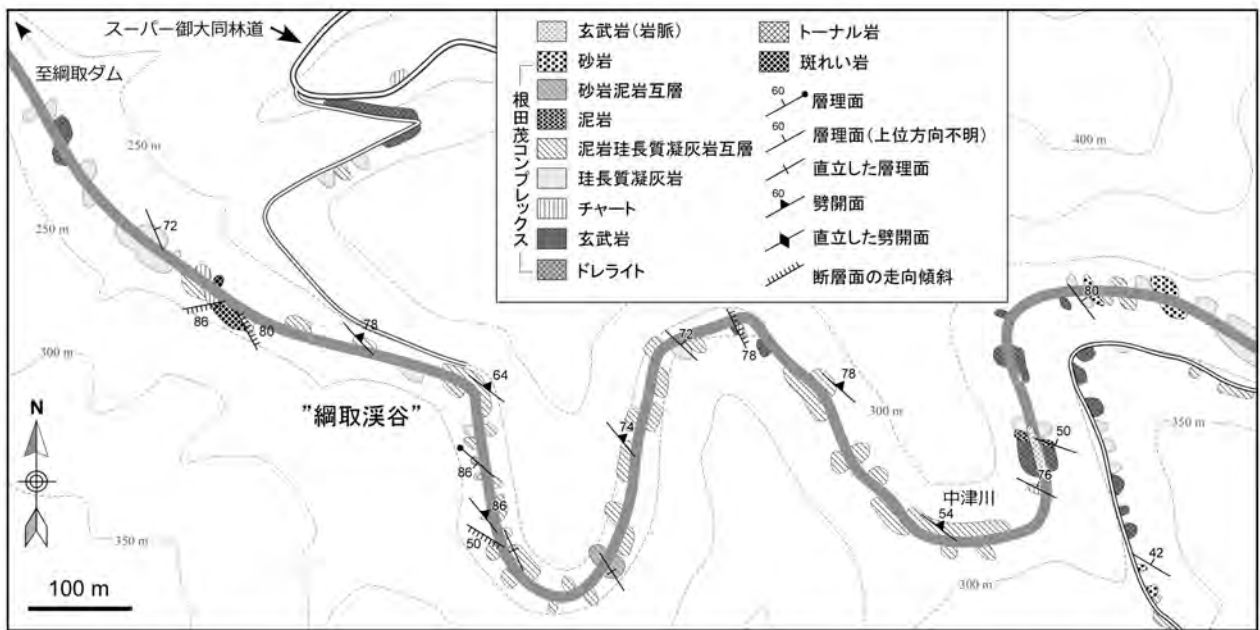 スーパー御大同林道
至綱取ダム
250 m
250 m
300 m
350 m
72
86
80
78
64
"綱取渓谷"
86
86
50
74
72
78
78
300 m
54
中津川
300 m
50
76
80
42
350 m
400 m
N
100 m
根田茂コンプレックス
玄武岩(岩脈)
砂岩
砂岩泥岩互層
泥岩
泥岩珪長質凝灰岩互層
珪長質凝灰岩
チャート
玄武岩
ドレライト
トーナル岩
斑れい岩
60 層理面
60 層理面(上位方向不明)
直立した層理面
60 劈開面
直立した劈開面
断層面の走向傾斜